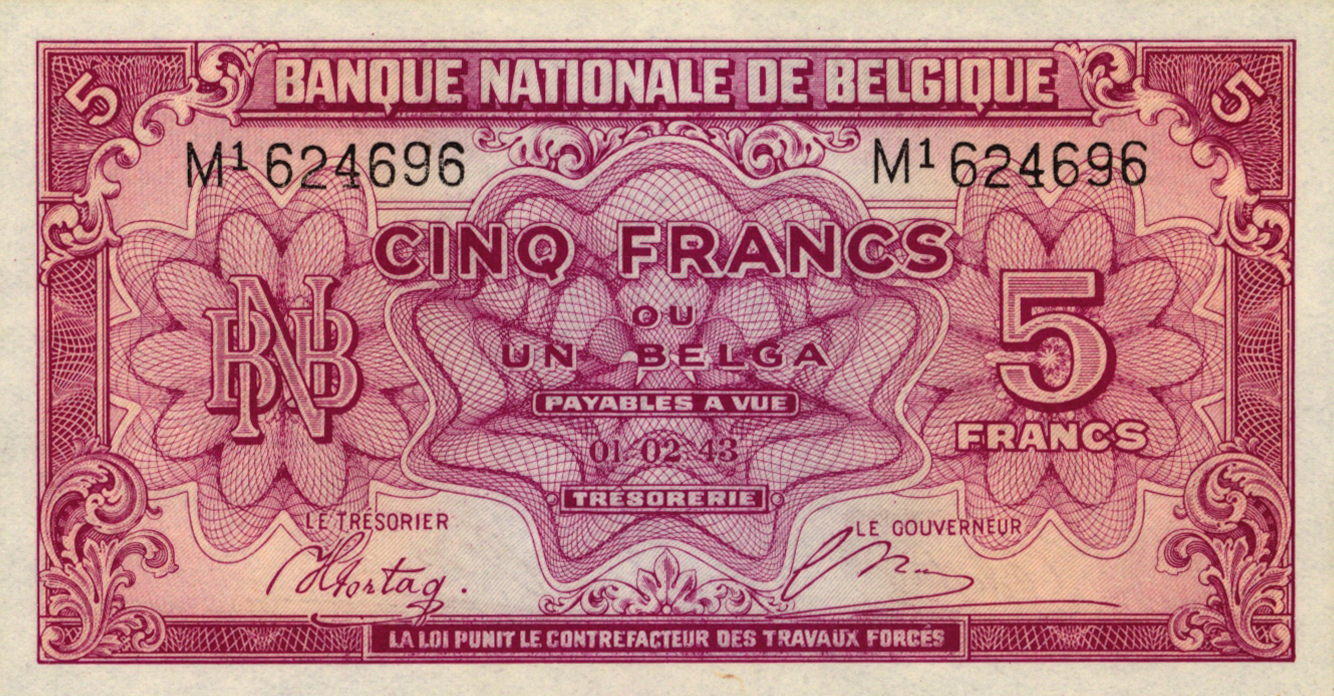 5 BANQUE NATIONALE DE BELGIQUE 5
M¹ 624696 M¹ 624696
CINQ FRANCS
OU
UN BELGA
BNB
5
FRANCS
PAYABLES A VUE
01·02·43
TRÉSORERIE
LE TRÉSORIER
LE GOUVERNEUR
LA LOI PUNIT LE CONTREFACTEUR DES TRAVAUX FORCÉS